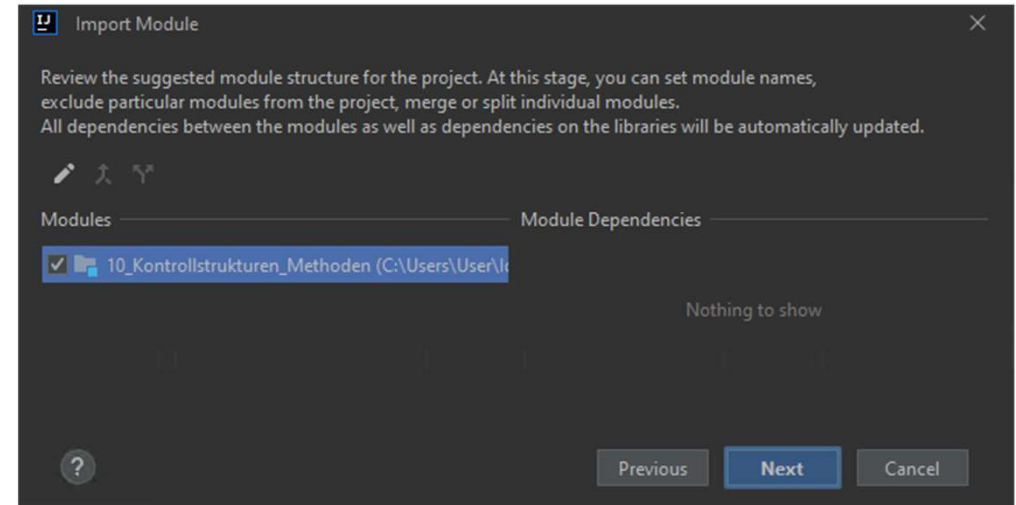 Import Module
Review the suggested module structure for the project. At this stage, you can set module names,
exclude particular modules from the project, merge or split individual modules.
All dependencies between the modules as well as dependencies on the libraries will be automatically updated.
Modules
Module Dependencies
10_Kontrollstrukturen_Methoden (C:\Users\User\Id
Nothing to show
?
Previous
Next
Cancel